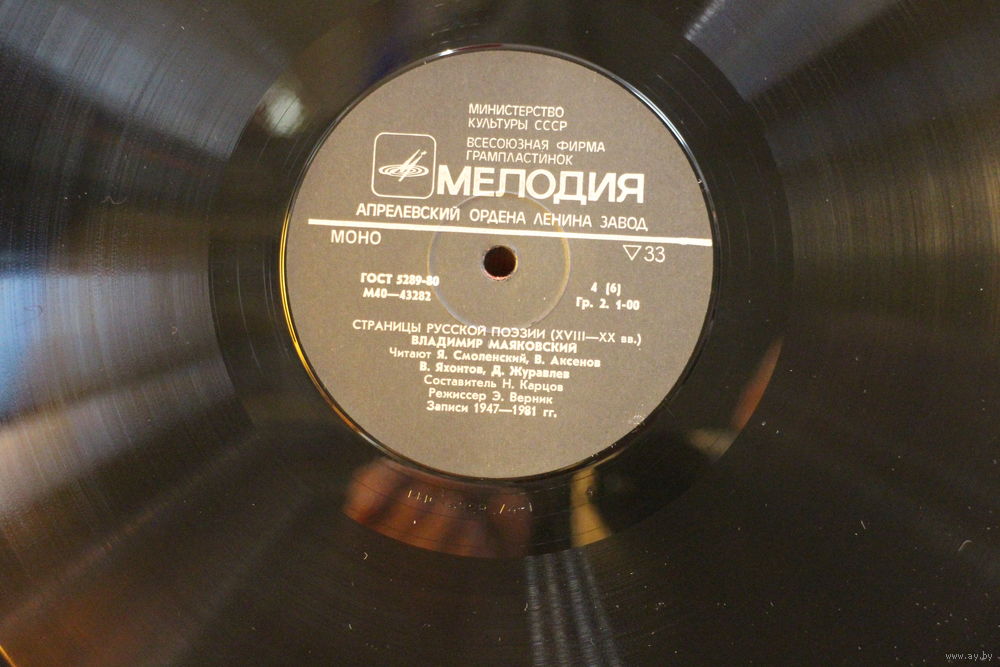 МИНИСТЕРСТВО
КУЛЬТУРЫ СССР
ВСЕСОЮЗНАЯ ФИРМА
ГРАМПЛАСТИНОК
МЕЛОДИЯ
АПРЕЛЕВСКИЙ ОРДЕНА ЛЕНИНА ЗАВОД
МОНО
▽33
ГОСТ 5289-80
М40—43282
4 (6)
Гр. 2. 1-00
СТРАНИЦЫ РУССКОЙ ПОЭЗИИ (XVIII—XX вв.)
ВЛАДИМИР МАЯКОВСКИЙ
Читают Я. Смоленский, В. Аксенов
В. Яхонтов, Д. Журавлев
Составитель Н. Карцов
Режиссер Э. Верник
Записи 1947—1981 гг.
www.ay.by